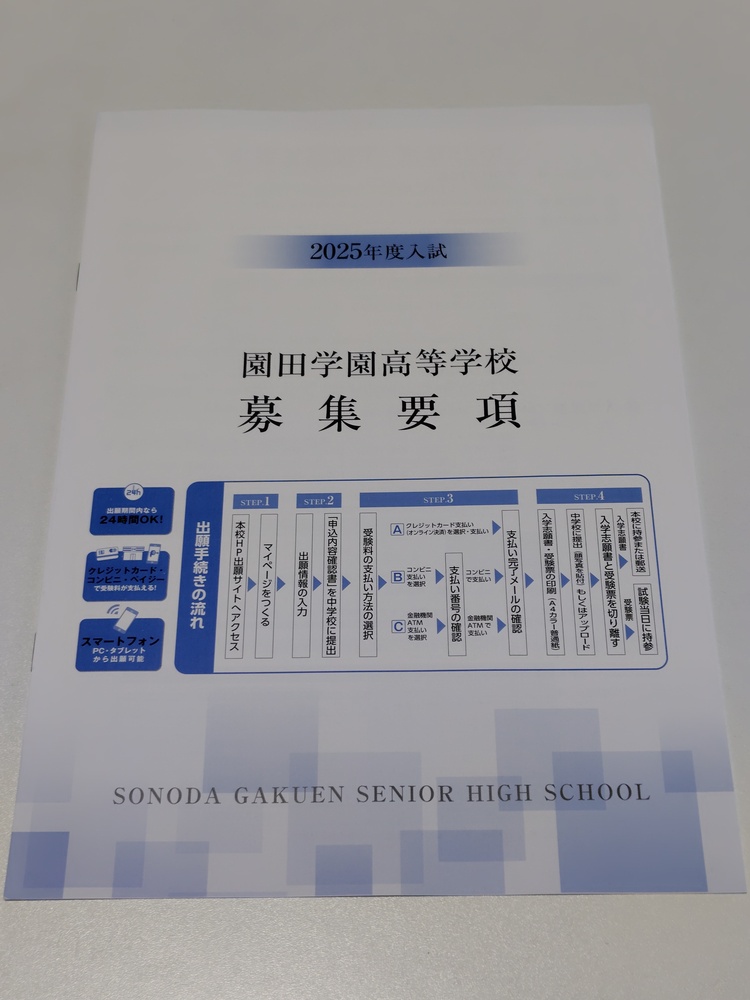 2025年度入試
園田学園高等学校
募集要項
24h
出願期間内なら
24時間OK!
クレジットカード・
コンビニ・ペイジー
で受験料が支払える!
スマートフォン
PC・タブレット
から出願可能
出願手続きの流れ
STEP.1
本校HP出願サイトへアクセス
マイページをつくる
STEP.2
出願情報の入力
「申込内容確認書」を中学校に提出
STEP.3
受験料の支払い方法の選択
A
クレジットカード支払い
(オンライン決済)を選択・支払い
B
コンビニ
支払い
を選択
C
金融機関
ATM
支払い
を選択
支払い番号の確認
コンビニ
で支払い
金融機関
ATMで
支払い
支払い完了メールの確認
STEP.4
入学志願書・受験票の印刷(A4カラー普通紙)
中学校に提出(顔写真を貼付)もしくはアップロード
入学志願書と受験票を切り離す
入学志願書
本校に持参または郵送
受験票
試験当日に持参
SONODA GAKUEN SENIOR HIGH SCHOOL